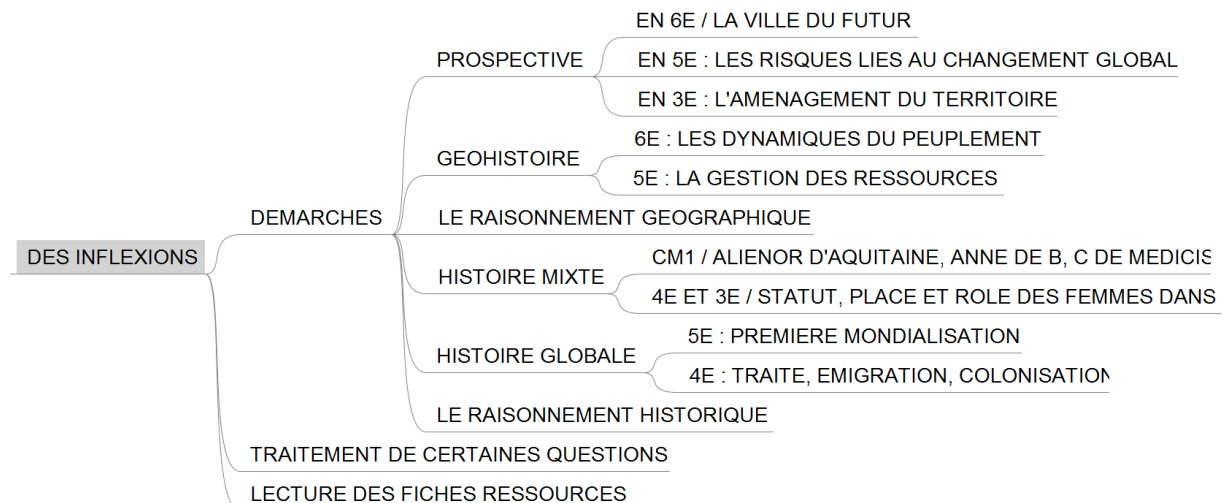 EN 6E / LA VILLE DU FUTUR
PROSPECTIVE
EN 5E : LES RISQUES LIES AU CHANGEMENT GLOBAL
EN 3E : L'AMENAGEMENT DU TERRITOIRE
6E : LES DYNAMIQUES DU PEUPLEMENT
GEOHISTOIRE
5E : LA GESTION DES RESSOURCES
DEMARCHES
LE RAISONNEMENT GEOGRAPHIQUE
DES INFLEXIONS
CM1 / ALIENOR D'AQUITAINE, ANNE DE B, C DE MEDICIS
HISTOIRE MIXTE
4E ET 3E / STATUT, PLACE ET ROLE DES FEMMES DANS
5E : PREMIERE MONDIALISATION
HISTOIRE GLOBALE
4E : TRAITE, EMIGRATION, COLONISATION
LE RAISONNEMENT HISTORIQUE
TRAITEMENT DE CERTAINES QUESTIONS
LECTURE DES FICHES RESSOURCES